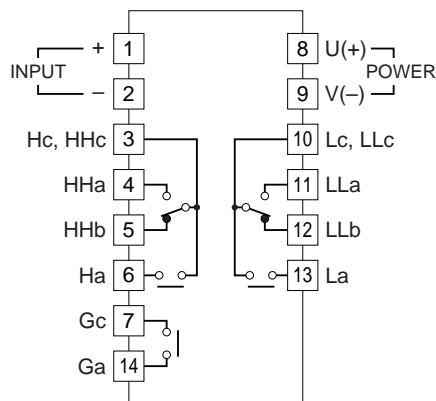 INPUT
+ 1
– 2
Hc, HHc 3
HHa 4
HHb 5
Ha 6
Gc 7
Ga 14
8 U(+)
9 V(–)
POWER
10 Lc, LLc
11 LLa
12 LLb
13 La